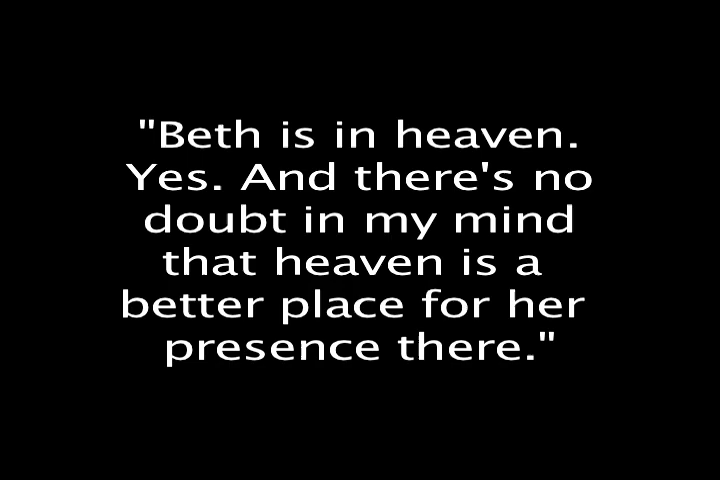 "Beth is in heaven.
Yes. And there's no
doubt in my mind
that heaven is a
better place for her
presence there."